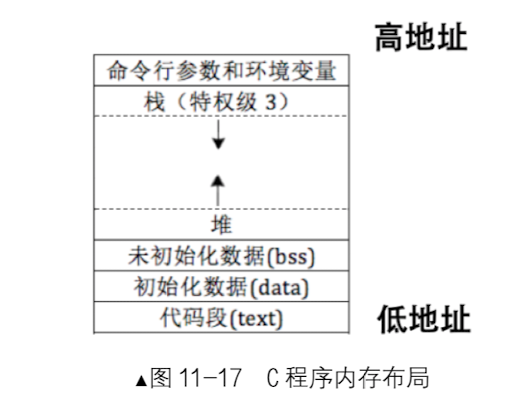 高地址
命令行参数和环境变量
栈（特权级 3）
堆
未初始化数据(bss)
初始化数据(data)
代码段(text)
低地址
▲图 11-17 C 程序内存布局